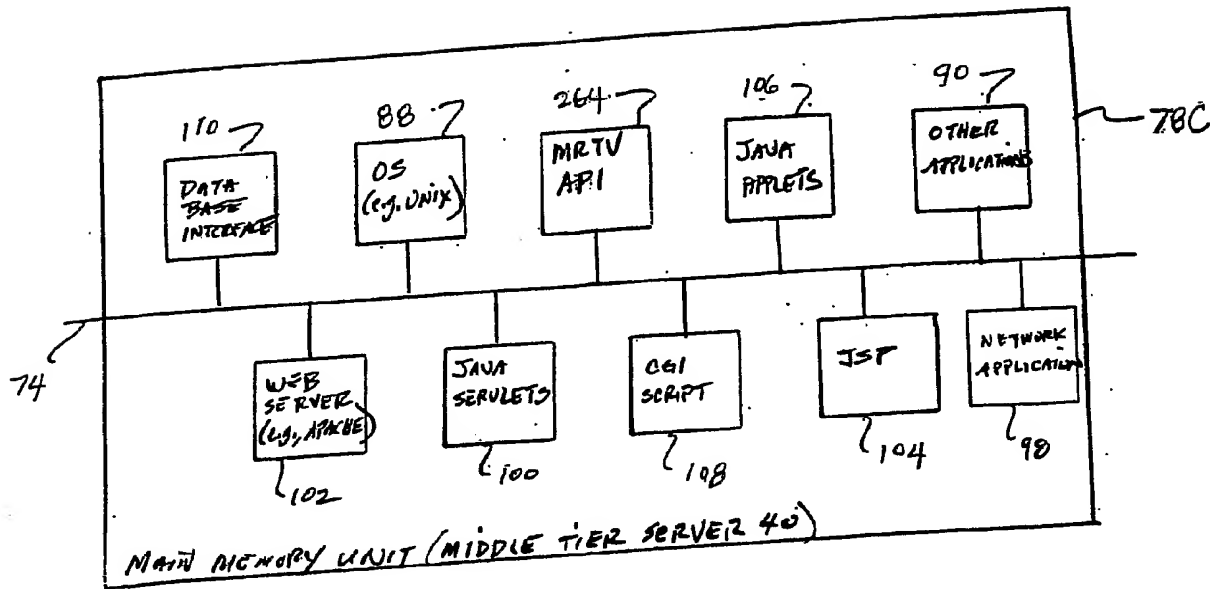 110
DATA
BASE
INTERFACE
88
OS
(e.g. UNIX)
264
MRTV
API
106
JAVA
APPLETS
90
OTHER
APPLICATIONS
78C
74
WEB
SERVER
(e.g., APACHE)
102
JAVA
SERVLETS
100
CGI
SCRIPT
108
JSP
104
NETWORK
APPLICATIONS
98
MAIN MEMORY UNIT (MIDDLE TIER SERVER 40)